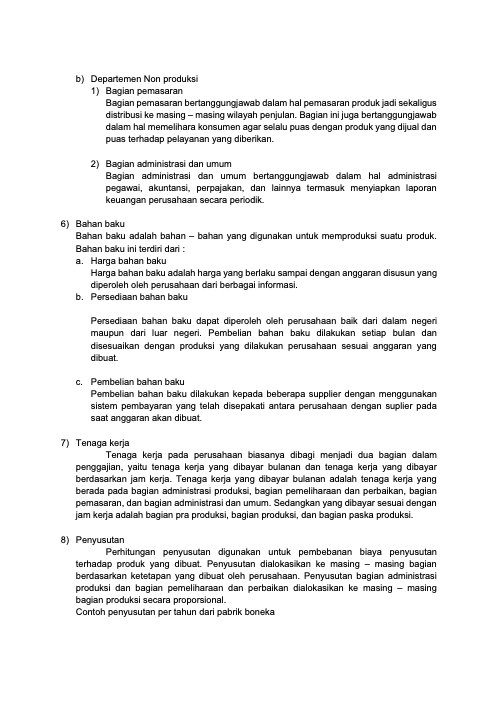 b) Departemen Non produksi
1) Bagian pemasaran
Bagian pemasaran bertanggungjawab dalam hal pemasaran produk jadi sekaligus
distribusi ke masing – masing wilayah penjulan. Bagian ini juga bertanggungjawab
dalam hal memelihara konsumen agar selalu puas dengan produk yang dijual dan
puas terhadap pelayanan yang diberikan.
2) Bagian administrasi dan umum
Bagian administrasi dan umum bertanggungjawab dalam hal administrasi
pegawai, akuntansi, perpajakan, dan lainnya termasuk menyiapkan laporan
keuangan perusahaan secara periodik.
6) Bahan baku
Bahan baku adalah bahan – bahan yang digunakan untuk memproduksi suatu produk.
Bahan baku ini terdiri dari :
a. Harga bahan baku
Harga bahan baku adalah harga yang berlaku sampai dengan anggaran disusun yang
diperoleh oleh perusahaan dari berbagai informasi.
b. Persediaan bahan baku
Persediaan bahan baku dapat diperoleh oleh perusahaan baik dari dalam negeri
maupun dari luar negeri. Pembelian bahan baku dilakukan setiap bulan dan
disesuaikan dengan produksi yang dilakukan perusahaan sesuai anggaran yang
dibuat.
c. Pembelian bahan baku
Pembelian bahan baku dilakukan kepada beberapa supplier dengan menggunakan
sistem pembayaran yang telah disepakati antara perusahaan dengan suplier pada
saat anggaran akan dibuat.
7) Tenaga kerja
Tenaga kerja pada perusahaan biasanya dibagi menjadi dua bagian dalam
penggajian, yaitu tenaga kerja yang dibayar bulanan dan tenaga kerja yang dibayar
berdasarkan jam kerja. Tenaga kerja yang dibayar bulanan adalah tenaga kerja yang
berada pada bagian administrasi produksi, bagian pemeliharaan dan perbaikan, bagian
pemasaran, dan bagian administrasi dan umum. Sedangkan yang dibayar sesuai dengan
jam kerja adalah bagian pra produksi, bagian produksi, dan bagian paska produksi.
8) Penyusutan
Perhitungan penyusutan digunakan untuk pembebanan biaya penyusutan
terhadap produk yang dibuat. Penyusutan dialokasikan ke masing – masing bagian
berdasarkan ketetapan yang dibuat oleh perusahaan. Penyusutan bagian administrasi
produksi dan bagian pemeliharaan dan perbaikan dialokasikan ke masing – masing
bagian produksi secara proporsional.
Contoh penyusutan per tahun dari pabrik boneka